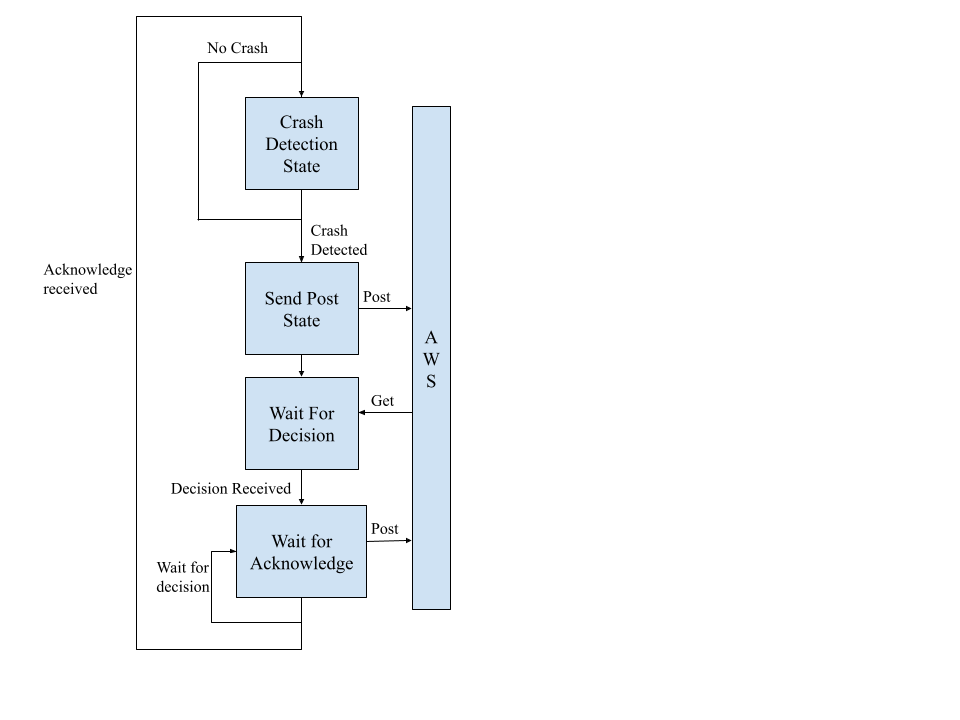 No Crash
Crash
Detection
State
Crash
Detected
Acknowledge
received
Send Post
State
Post
A
W
S
Wait For
Decision
Get
Decision Received
Wait for
Acknowledge
Post
Wait for
decision